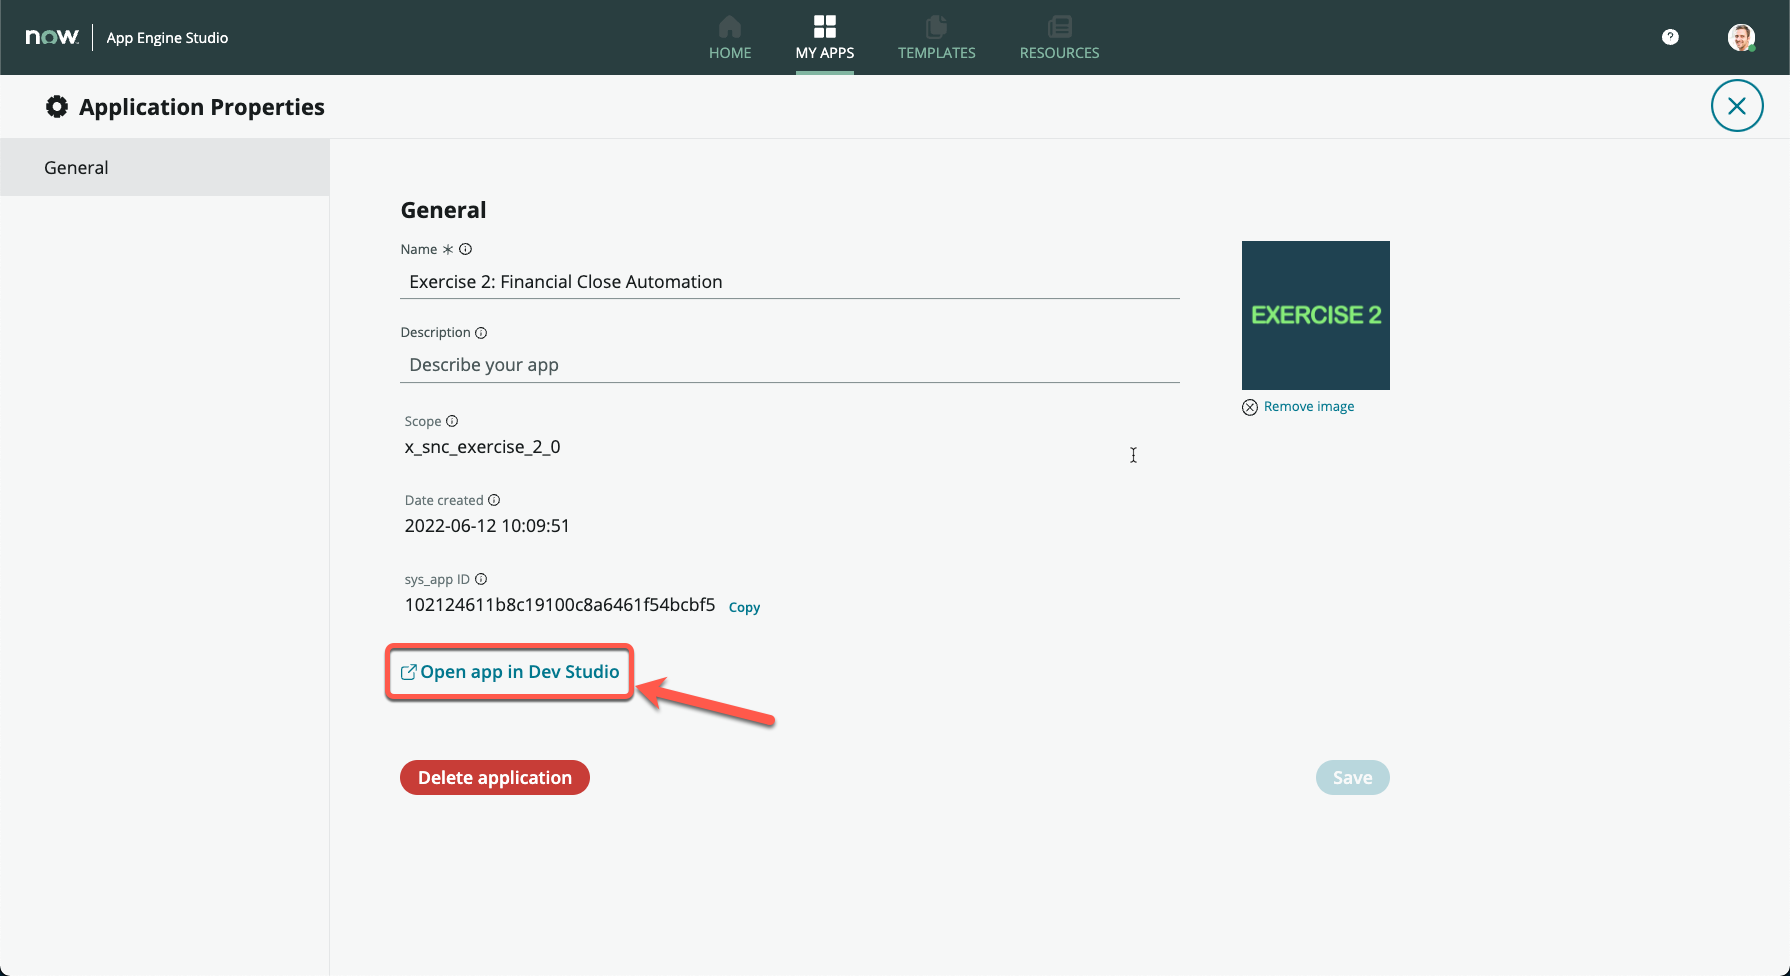 now.
App Engine Studio
HOME
MY APPS
TEMPLATES
RESOURCES
?
Application Properties
General
General
Name *
Exercise 2: Financial Close Automation
EXERCISE 2
Description
Describe your app
Remove image
Scope
x_snc_exercise_2_0
Date created
2022-06-12 10:09:51
sys_app ID
102124611b8c19100c8a6461f54bcbf5 Copy
Open app in Dev Studio
Delete application
Save